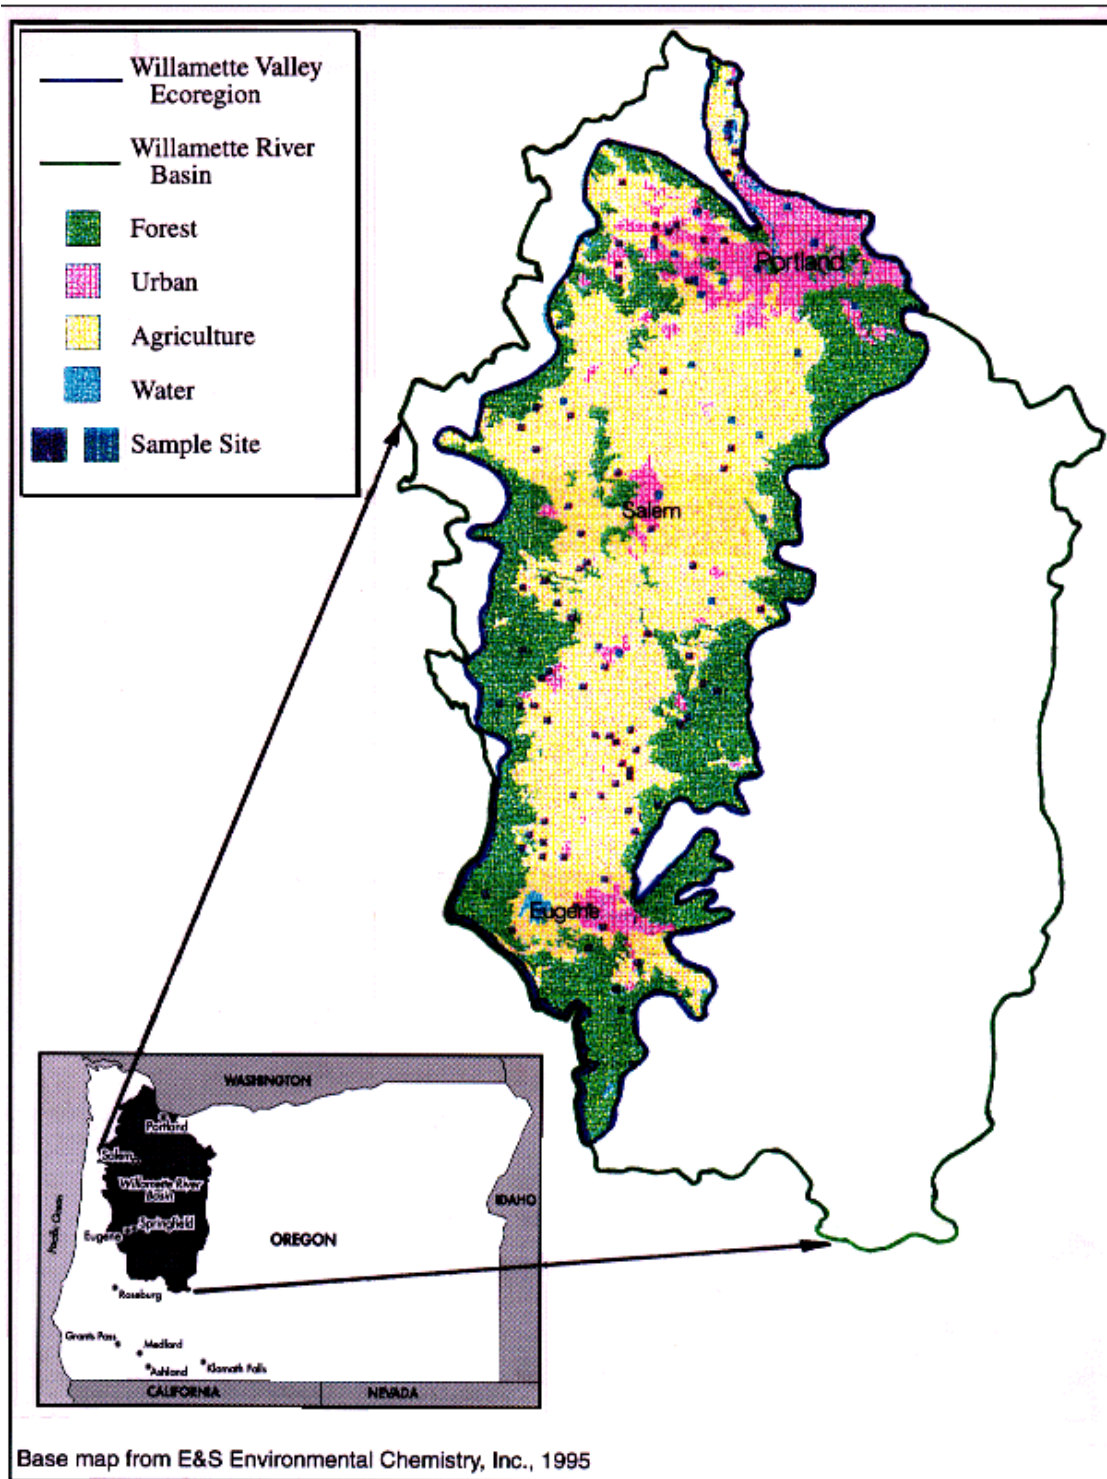 Willamette Valley
Ecoregion
Willamette River
Basin
Forest
Urban
Agriculture
Water
Sample Site
Portland
Salem
Eugene
WASHINGTON
Portland
Salem
Willamette River
Basin
Springfield
Eugene
IDAHO
Pacific Ocean
OREGON
Roseburg
Grants Pass
Medford
Ashland
Klamath Falls
CALIFORNIA
NEVADA
Base map from E&S Environmental Chemistry, Inc., 1995